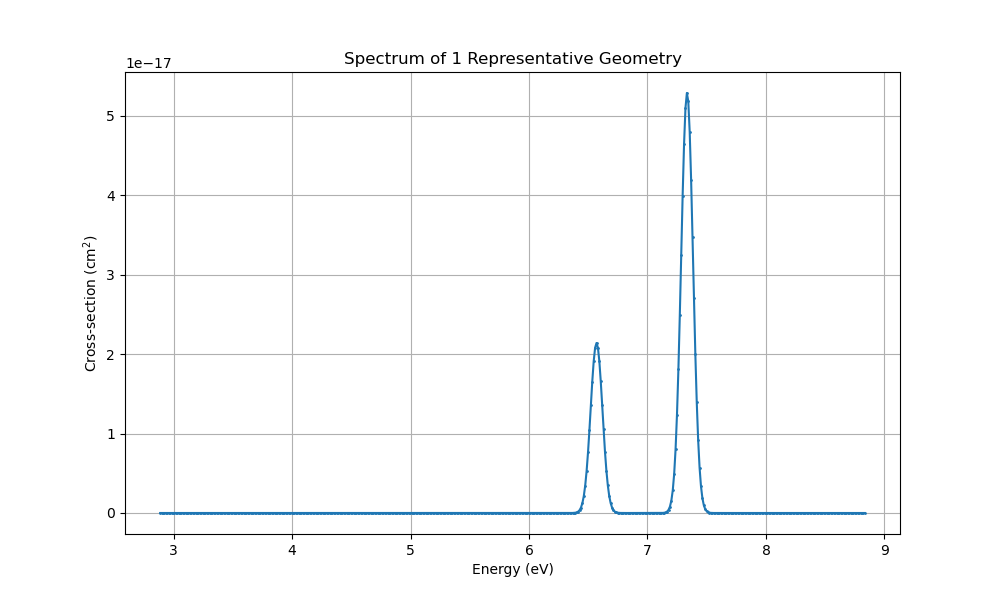 Spectrum of 1 Representative Geometry
1e−17
5
4
3
2
1
0
Cross-section (cm²)
3 4 5 6 7 8 9
Energy (eV)